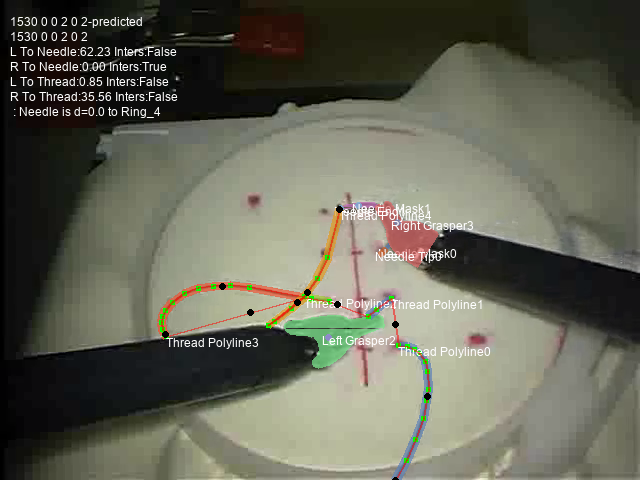 1530 0 0 2 0 2-predicted
1530 0 0 2 0 2
L To Needle:62.23 Inters:False
R To Needle:0.00 Inters:True
L To Thread:0.85 Inters:False
R To Thread:35.56 Inters:False
: Needle is d=0.0 to Ring_4
Mask1
Thread Polyline4
Right Grasper3
Mask0
Needle Tip0
Thread Polyline
Thread Polyline1
Thread Polyline3
Left Grasper2
Thread Polyline0